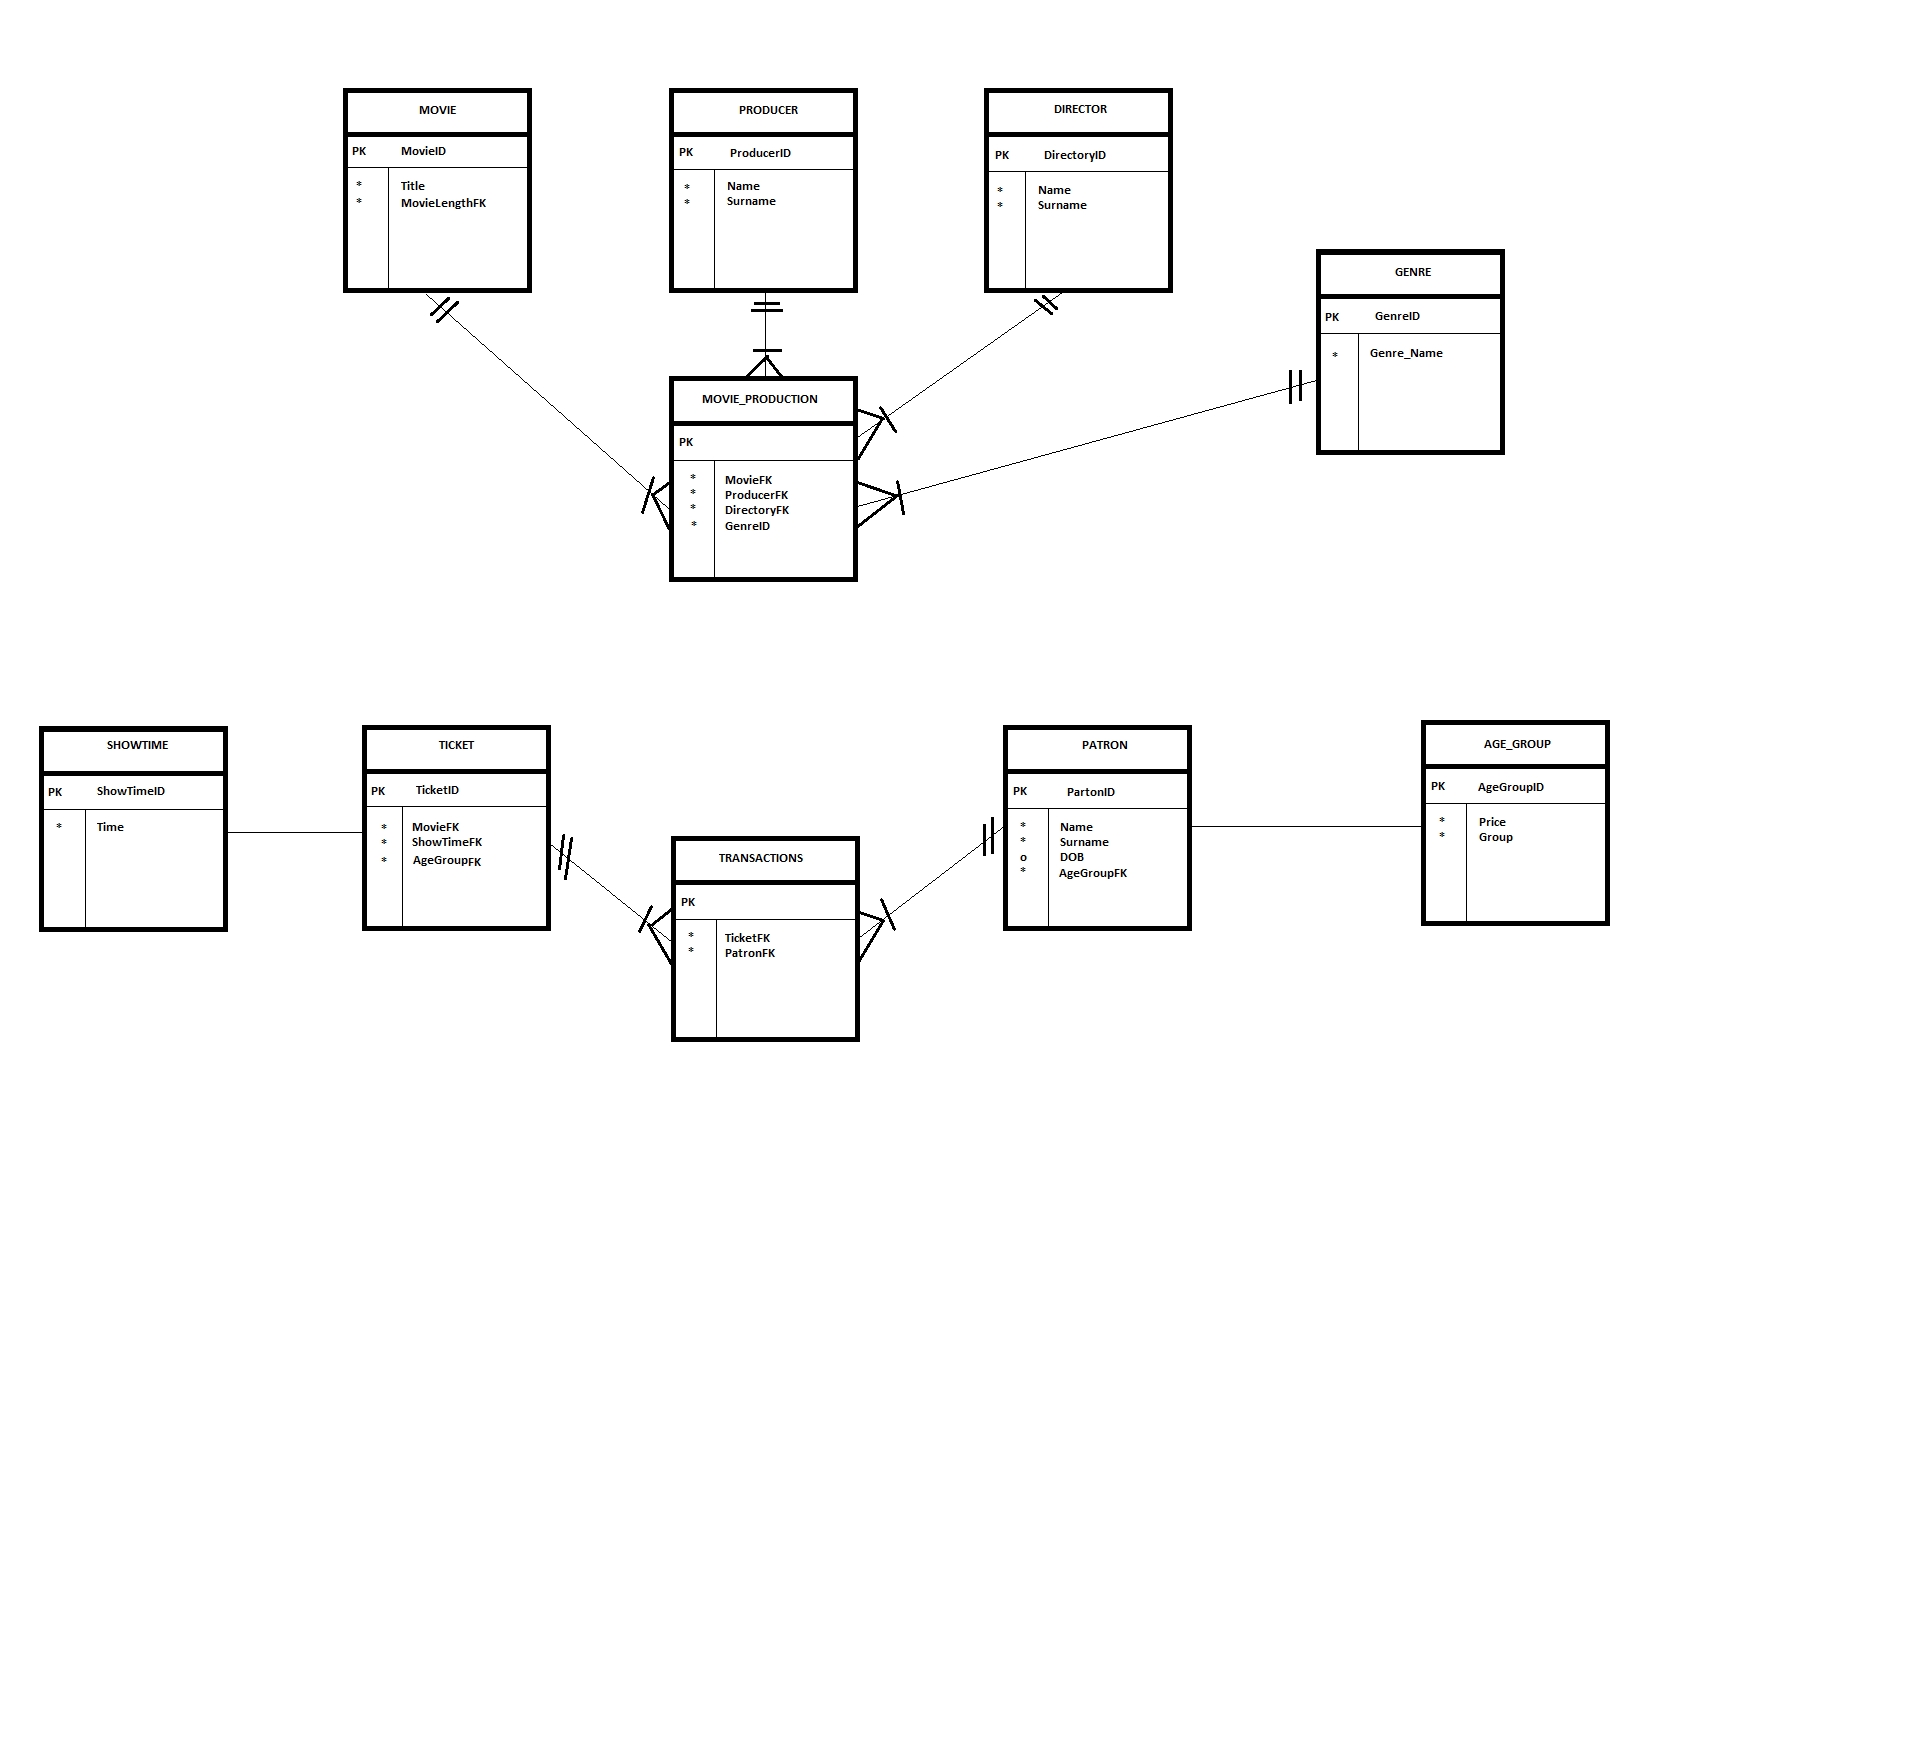 MOVIE
PK MovieID
* Title
* MovieLengthFK
PRODUCER
PK ProducerID
* Name
* Surname
DIRECTOR
PK DirectoryID
* Name
* Surname
GENRE
PK GenreID
* Genre_Name
MOVIE_PRODUCTION
PK
* MovieFK
* ProducerFK
* DirectoryFK
* GenreID
SHOWTIME
PK ShowTimeID
* Time
TICKET
PK TicketID
* MovieFK
* ShowTimeFK
* AgeGroupFK
TRANSACTIONS
PK
* TicketFK
* PatronFK
PATRON
PK PartonID
* Name
* Surname
o DOB
* AgeGroupFK
AGE_GROUP
PK AgeGroupID
* Price
* Group